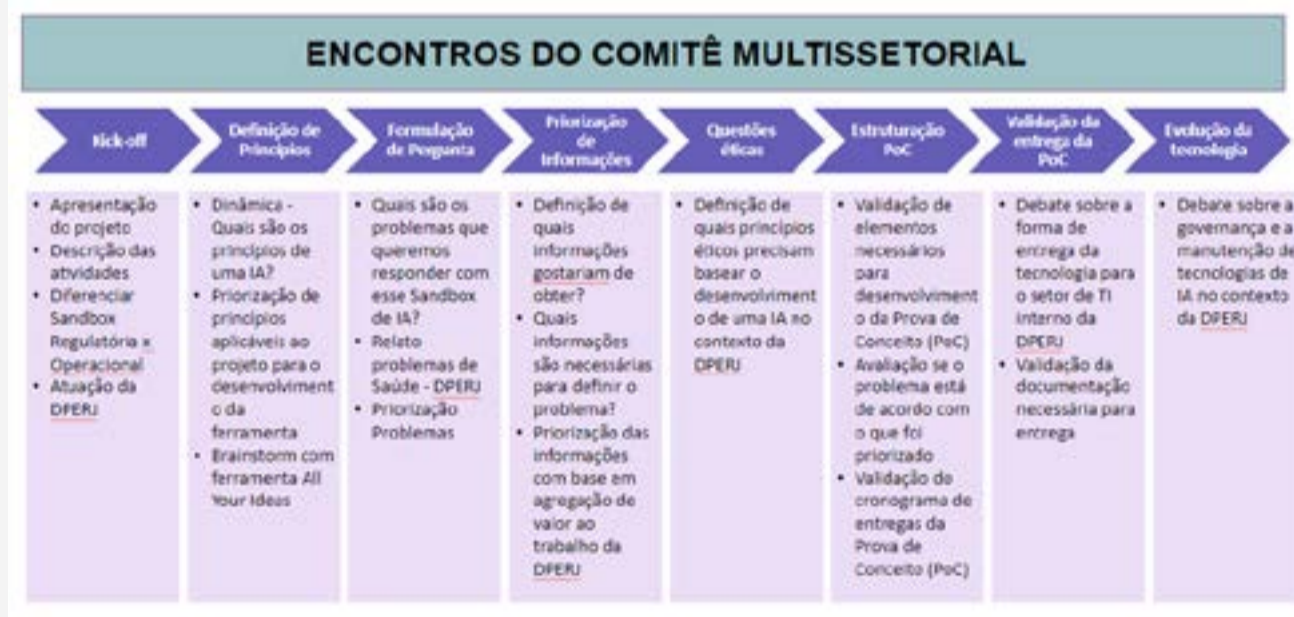 ENCONTROS DO COMITÊ MULTISSETORIAL
Kick-off
Definição de
Princípios
Formulação
de Pergunta
Priorização
de
Informações
Questões
éticas
Estruturação
PoC
Validação da
entrega da
PoC
Evolução da
tecnologia
• Apresentação
do projeto
• Descrição das
atividades
• Diferenciar
Sandbox
Regulatória x
Operacional
• Atuação da
DPERJ
• Dinâmica -
Quais são os
princípios de
uma IA?
• Priorização de
princípios
aplicáveis ao
projeto para o
desenvolviment
o da
ferramenta
• Brainstorm com
ferramenta All
Your Ideas
• Quais são os
problemas que
queremos
responder com
esse Sandbox
de IA?
• Relato
problemas de
Saúde - DPERJ
• Priorização
Problemas
• Definição de
quais
informações
gostariam de
obter?
• Quais
informações
são necessárias
para definir o
problema?
• Priorização das
informações
com base em
agregação de
valor ao
trabalho da
DPERJ
• Definição de
quais princípios
éticos precisam
basear o
desenvolviment
o de uma IA no
contexto da
DPERJ
• Validação de
elementos
necessários
para
desenvolviment
o da Prova de
Conceito (PoC)
• Avaliação se o
problema está
de acordo com
o que foi
priorizado
• Validação do
cronograma de
entregas da
Prova de
Conceito (PoC)
• Debate sobre a
forma de
entrega da
tecnologia para
o setor de TI
interno da
DPERJ
• Validação da
documentação
necessária para
entrega
• Debate sobre a
governança e a
manutenção de
tecnologias de
IA no contexto
da DPERJ